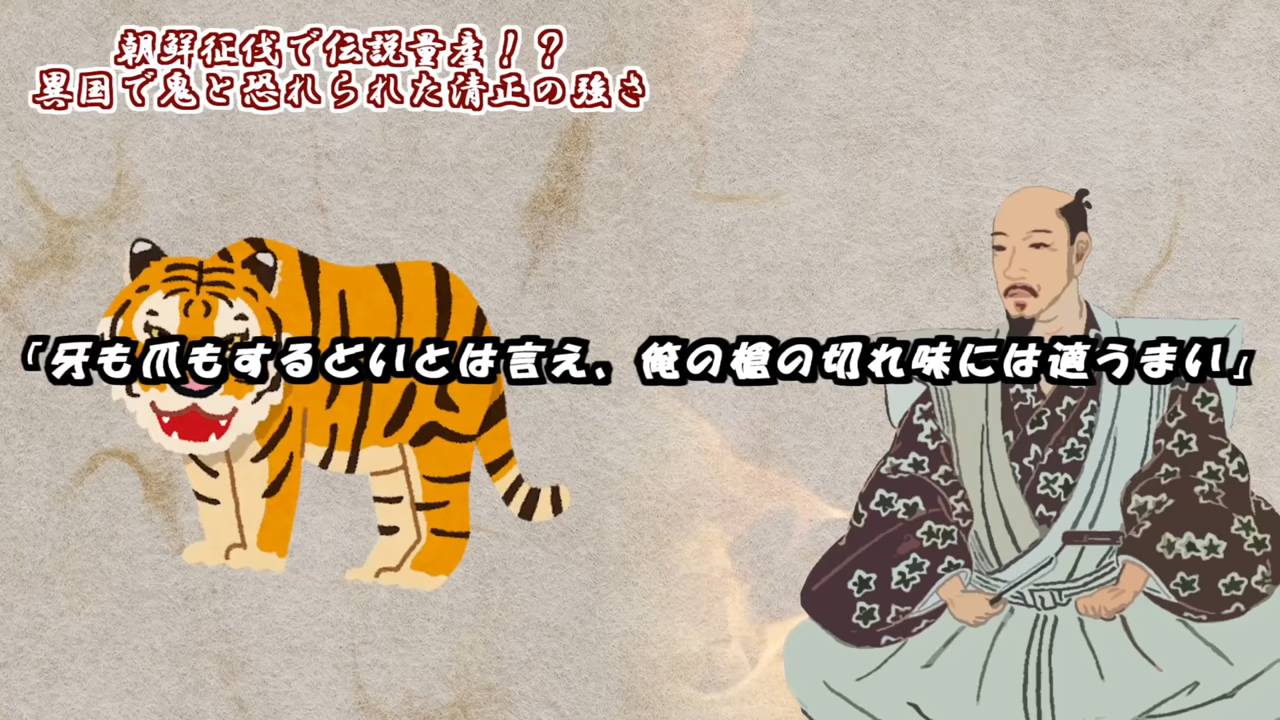 朝鮮征伐で伝説量産!?
異国で鬼と恐れられた清正の強さ
『牙も爪もするどいとは言え、俺の槍の切れ味には適うまい』